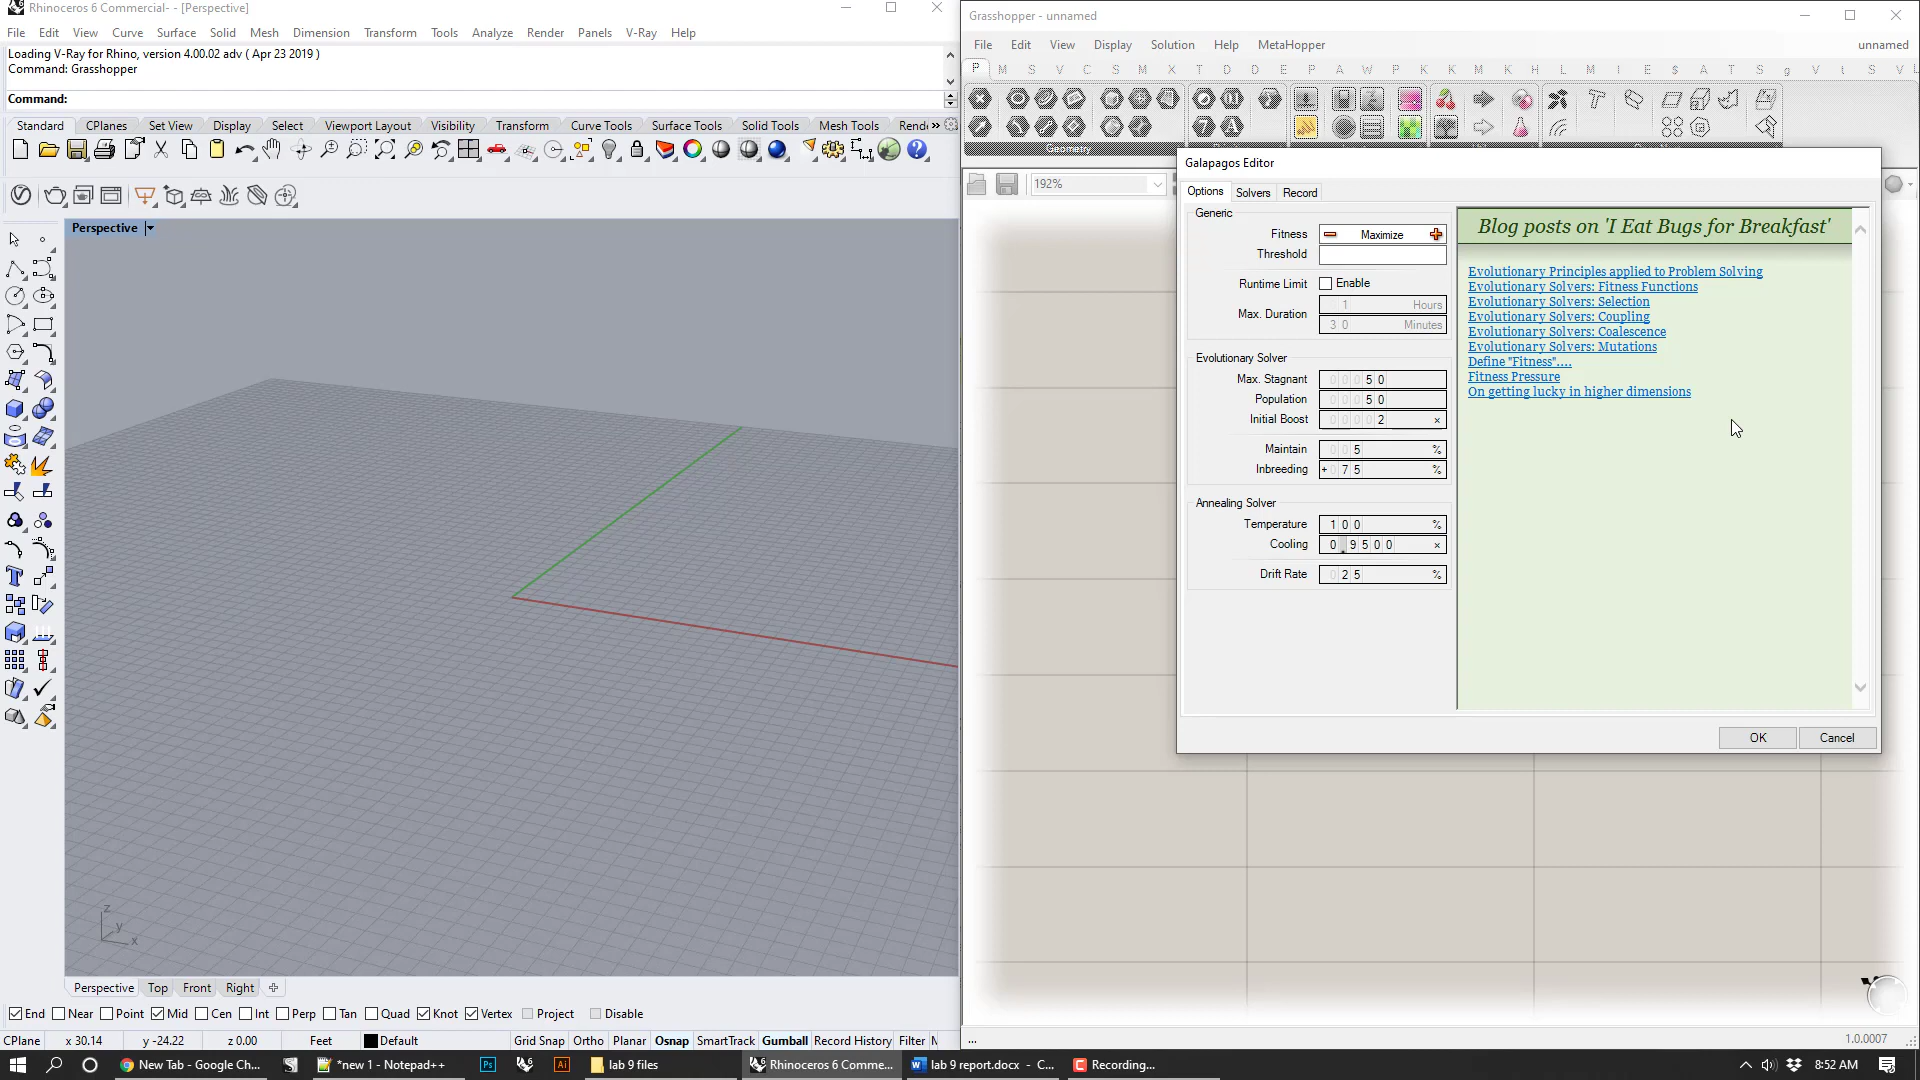 Rhinoceros 6 Commercial- - [Perspective]
File Edit View Curve Surface Solid Mesh Dimension Transform Tools Analyze Render Panels V-Ray Help
Loading V-Ray for Rhino, version 4.00.02 adv ( Apr 23 2019 )
Command: Grasshopper
Command:
Standard CPlanes Set View Display Select Viewport Layout Visibility Transform Curve Tools Surface Tools Solid Tools Mesh Tools Rend
Perspective
z
y
x
Perspective Top Front Right
End Near Point Mid Cen Int Perp Tan Quad Knot Vertex Project Disable
CPlane x 30.14 y -24.22 z 0.00 Feet Default Grid Snap Ortho Planar Osnap SmartTrack Gumball Record History Filter M
Grasshopper - unnamed
File Edit View Display Solution Help MetaHopper unnamed
P M S V C S M X T D D E P A W P K K M K H L M I E $ A T S g V t S V L
Geometry
192%
Galapagos Editor
Options Solvers Record
Generic
Fitness Maximize
Threshold
Runtime Limit Enable
Max. Duration 1 Hours
30 Minutes
Evolutionary Solver
Max. Stagnant 00050
Population 00050
Initial Boost 00002 ×
Maintain 005 %
Inbreeding +075 %
Annealing Solver
Temperature 100 %
Cooling 0.9500 ×
Drift Rate 025 %
Blog posts on 'I Eat Bugs for Breakfast'
Evolutionary Principles applied to Problem Solving
Evolutionary Solvers: Fitness Functions
Evolutionary Solvers: Selection
Evolutionary Solvers: Coupling
Evolutionary Solvers: Coalescence
Evolutionary Solvers: Mutations
Define "Fitness"....
Fitness Pressure
On getting lucky in higher dimensions
OK Cancel
... 1.0.0007
New Tab - Google Ch... *new 1 - Notepad++ Ps Ai lab 9 files Rhinoceros 6 Comme... lab 9 report.docx - C... Recording... 8:52 AM